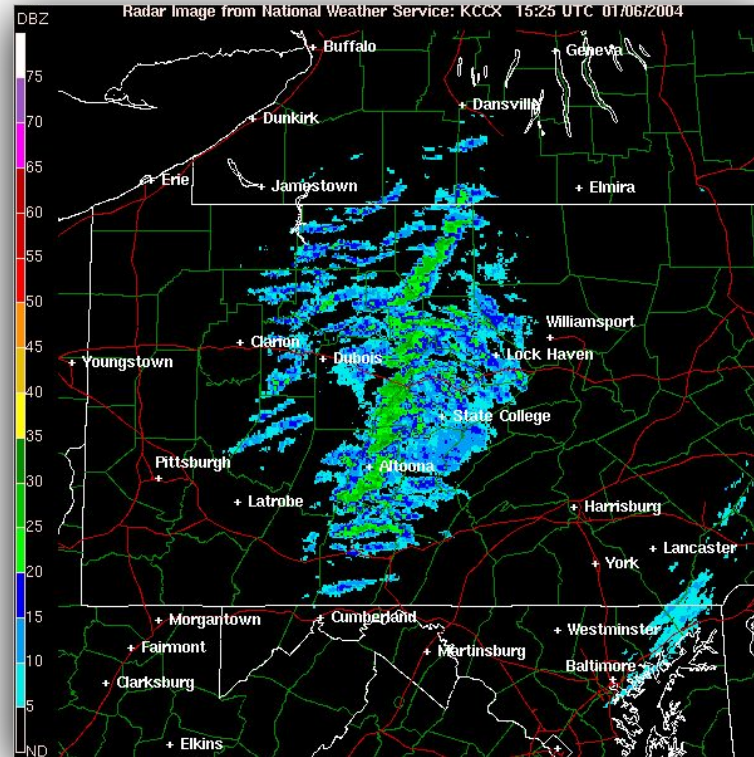 DBZ
Radar Image from National Weather Service: KCCX 15:25 UTC 01/06/2004
Buffalo
Geneva
75
Dansville
70
Dunkirk
65
Erie
Jamestown
Elmira
60
55
50
Williamsport
45
Clarion
Youngstown
Dubois
Lock Haven
40
State College
35
Pittsburgh
Altoona
30
Latrobe
Harrisburg
25
Lancaster
20
York
Morgantown
Cumberland
15
Westminster
Fairmont
Martinsburg
10
Baltimore
Clarksburg
5
Elkins
ND